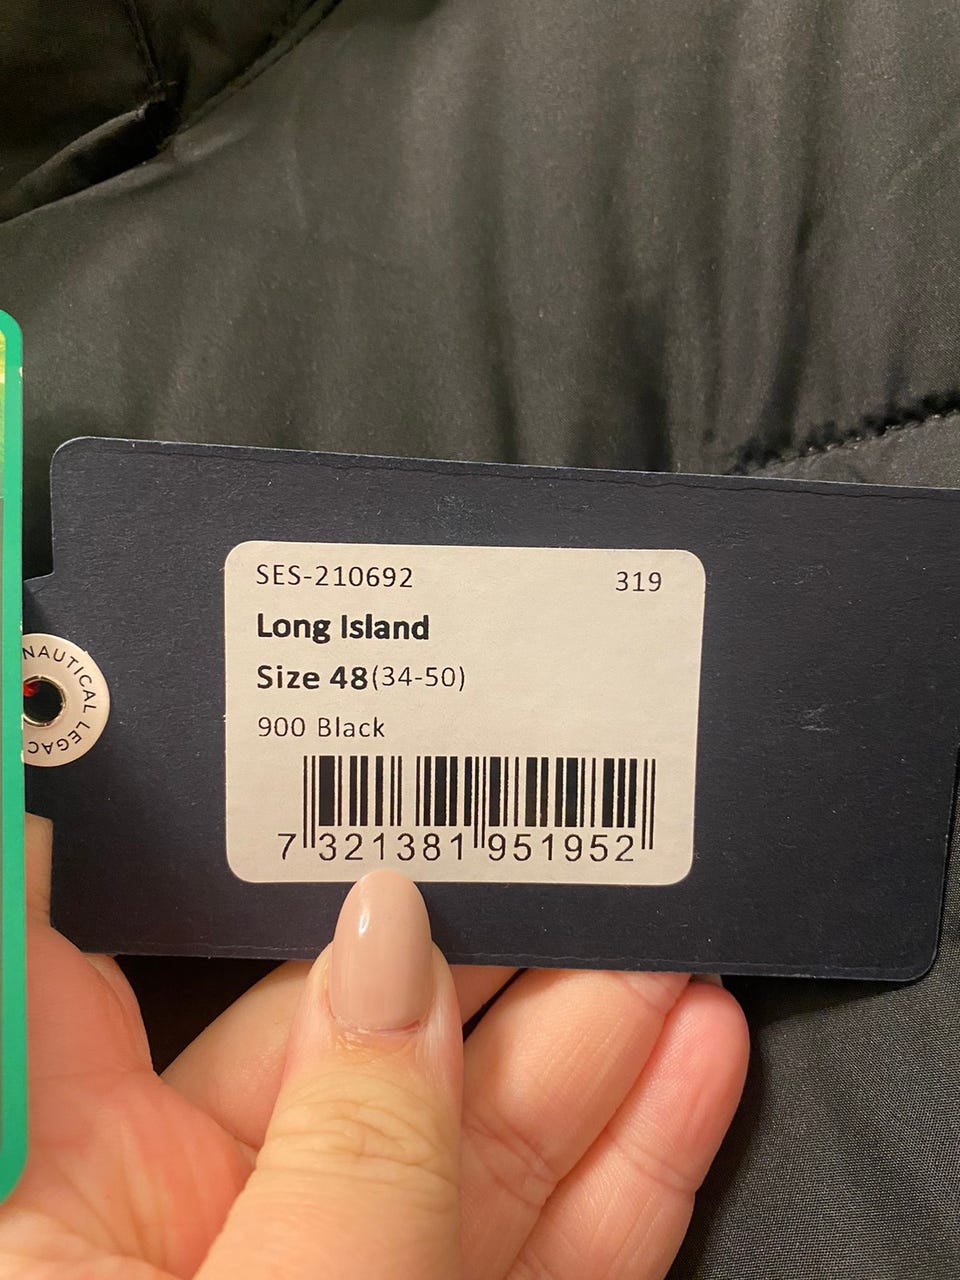 SES-210692 319
Long Island
Size 48(34-50)
900 Black
7 321381 951952
NAUTICAL LEGAC